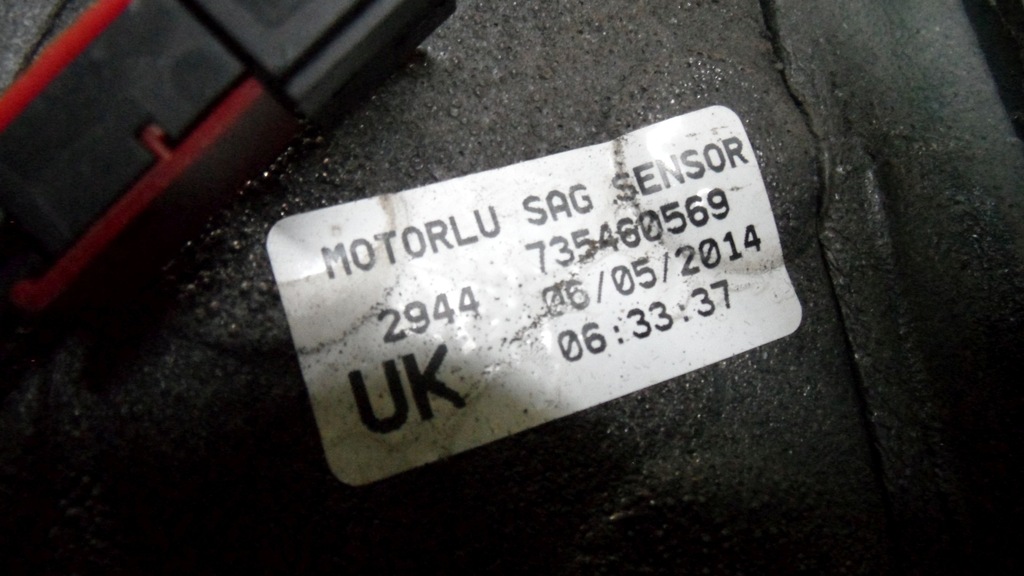 MOTORLU SAG SENSOR
735460569
2944 06/05/2014
UK 06:33:37